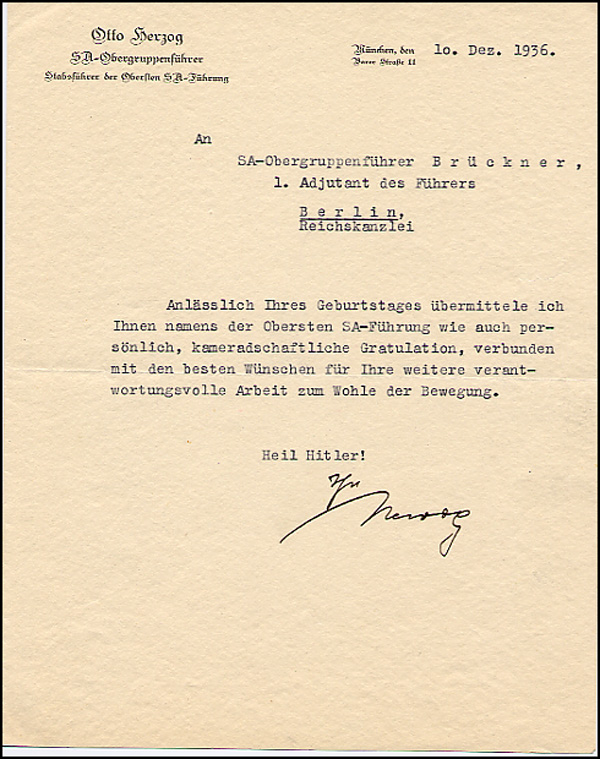 Otto Herzog
SA-Obergruppenführer
Stabsführer der Obersten SA-Führung
München, den 10. Dez. 1936.
Barer Straße 11
An
SA-Obergruppenführer B r ü c k n e r ,
1. Adjutant des Führers
B e r l i n,
Reichskanzlei
Anlässlich Ihres Geburtstages übermittele ich
Ihnen namens der Obersten SA-Führung wie auch per-
sönlich, kameradschaftliche Gratulation, verbunden
mit den besten Wünschen für Ihre weitere verant-
wortungsvolle Arbeit zum Wohle der Bewegung.
Heil Hitler!
Ihr
Herzog